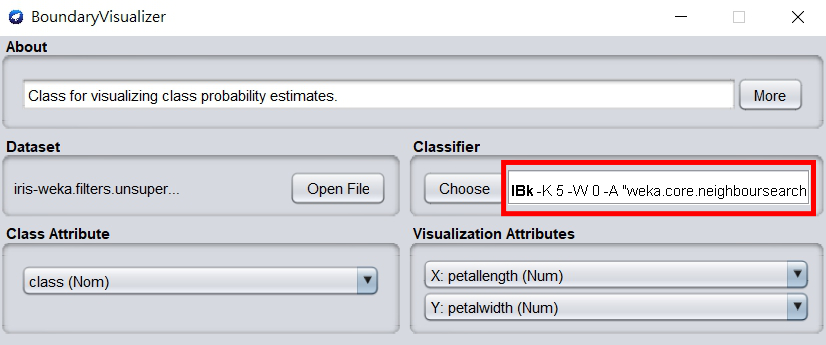 BoundaryVisualizer
About
Class for visualizing class probability estimates.
More
Dataset
iris-weka.filters.unsuper...
Open File
Classifier
Choose
IBk -K 5 -W 0 -A "weka.core.neighboursearch
Class Attribute
class (Nom)
Visualization Attributes
X: petallength (Num)
Y: petalwidth (Num)